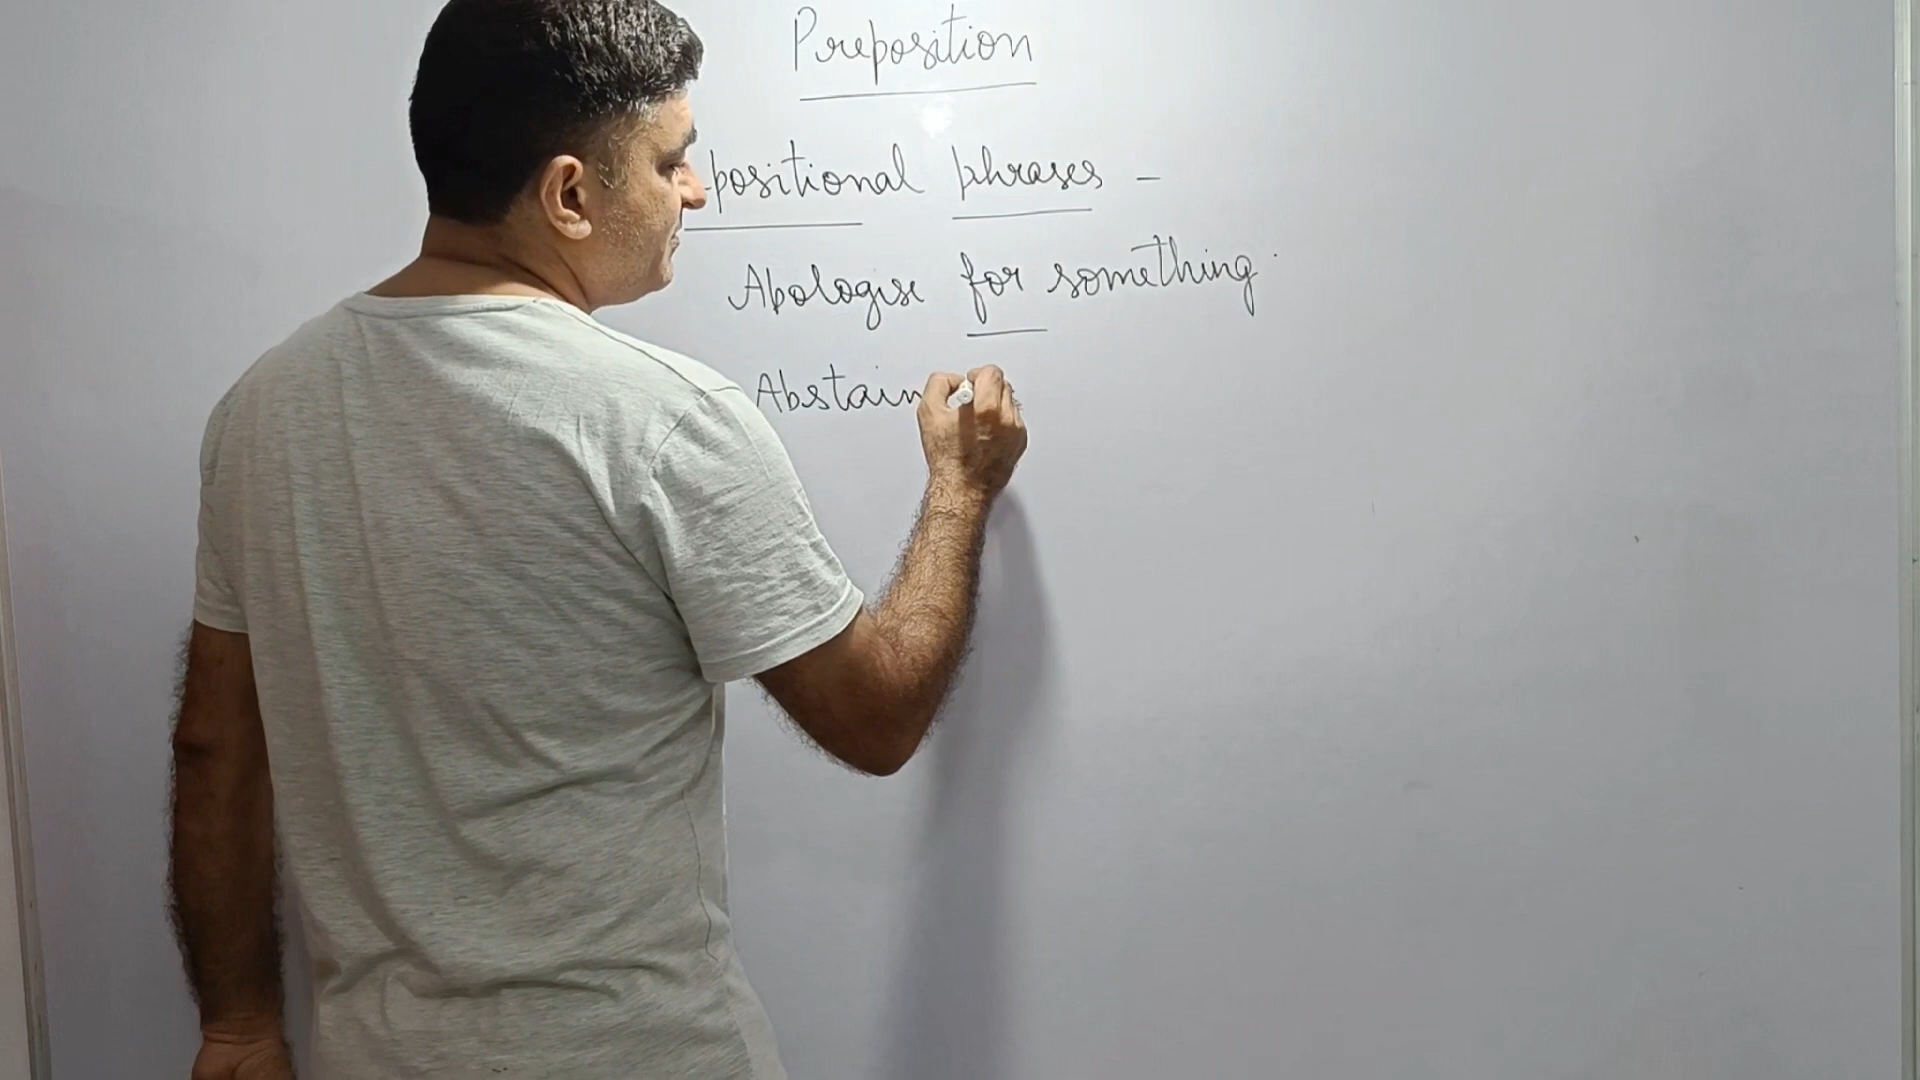 Preposition
positional phrases -
Apologise for something.
Abstain